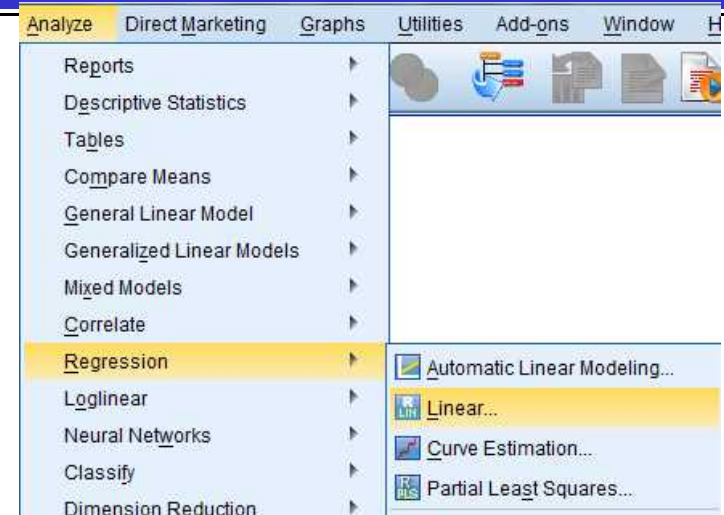 Analyze Direct Marketing Graphs Utilities Add-ons Window H
Reports
Descriptive Statistics
Tables
Compare Means
General Linear Model
Generalized Linear Models
Mixed Models
Correlate
Regression
Automatic Linear Modeling...
Loglinear
Linear...
Neural Networks
Curve Estimation...
Classify
Partial Least Squares...
Dimension Reduction